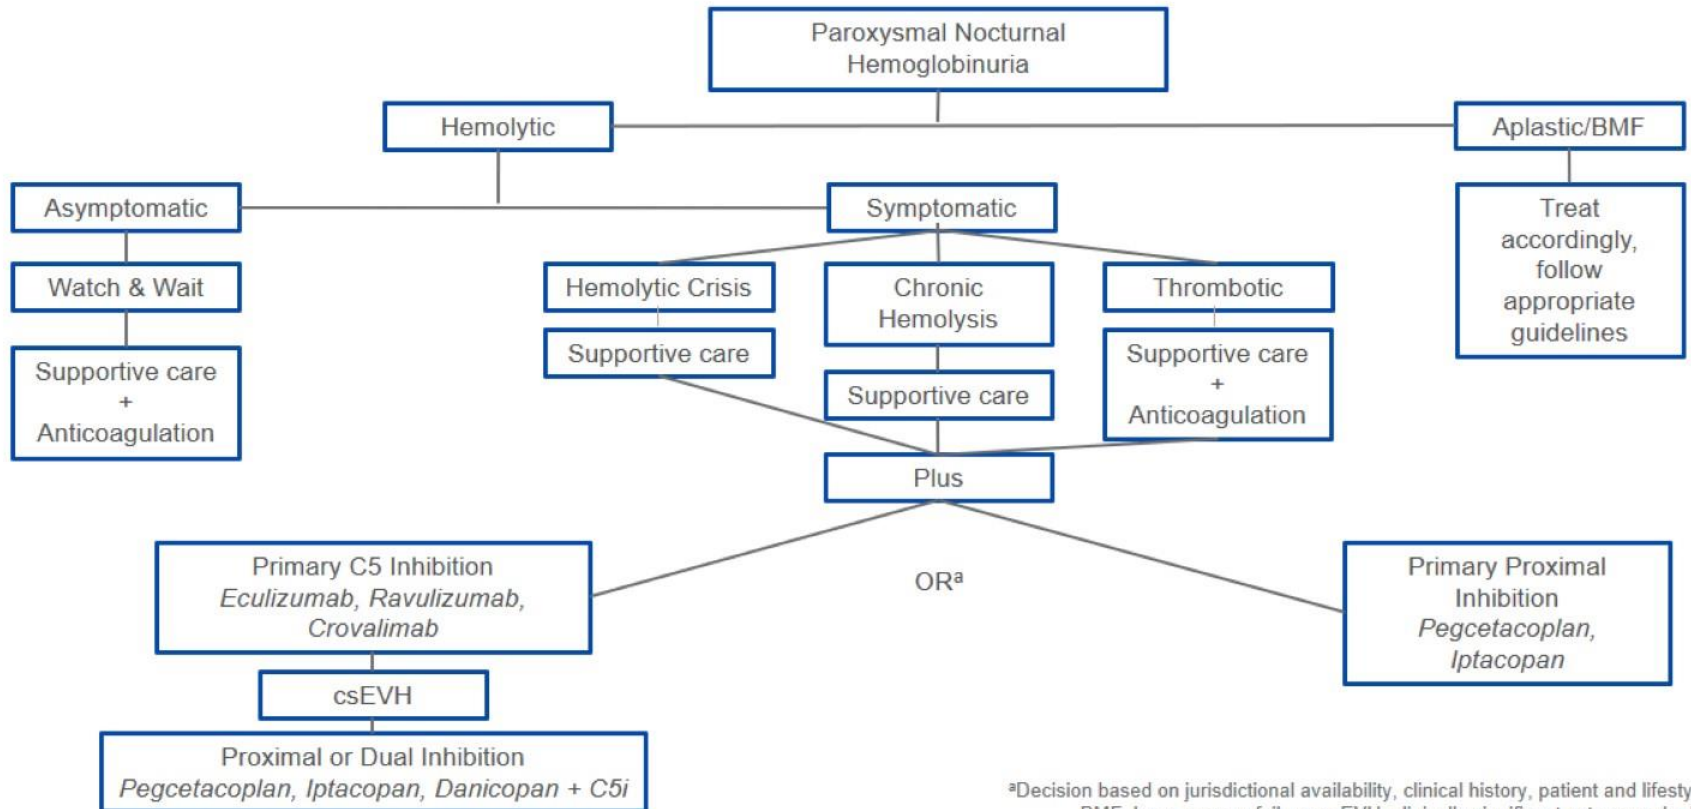 Paroxysmal Nocturnal
Hemoglobinuria
Hemolytic
Aplastic/BMF
Asymptomatic
Symptomatic
Treat
accordingly,
follow
appropriate
guidelines
Watch & Wait
Hemolytic Crisis
Chronic
Hemolysis
Thrombotic
Supportive care
+
Anticoagulation
Supportive care
Supportive care
Supportive care
+
Anticoagulation
Plus
Primary C5 Inhibition
Eculizumab, Ravulizumab,
Crovalimab
ORª
Primary Proximal
Inhibition
Pegcetacoplan,
Iptacopan
csEVH
Proximal or Dual Inhibition
Pegcetacoplan, Iptacopan, Danicopan + C5i
ªDecision based on jurisdictional availability, clinical history, patient and